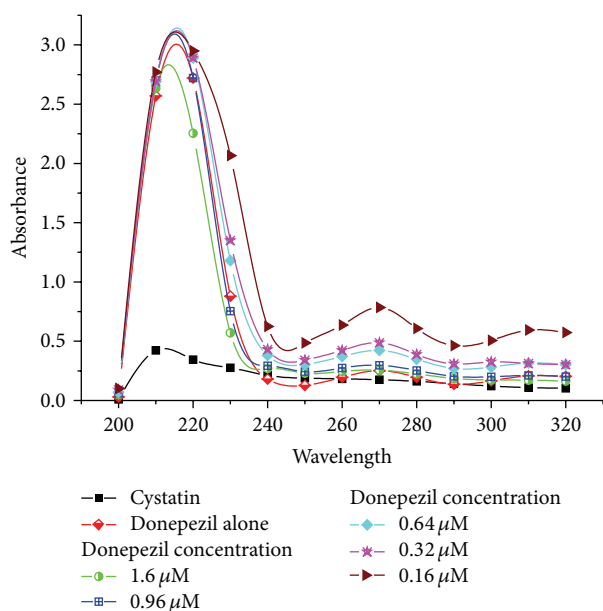 3.0
2.5
2.0
1.5
1.0
0.5
0.0
Absorbance
200 220 240 260 280 300 320
Wavelength
Cystatin
Donepezil alone
Donepezil concentration
1.6 μM
0.96 μM
Donepezil concentration
0.64 μM
0.32 μM
0.16 μM